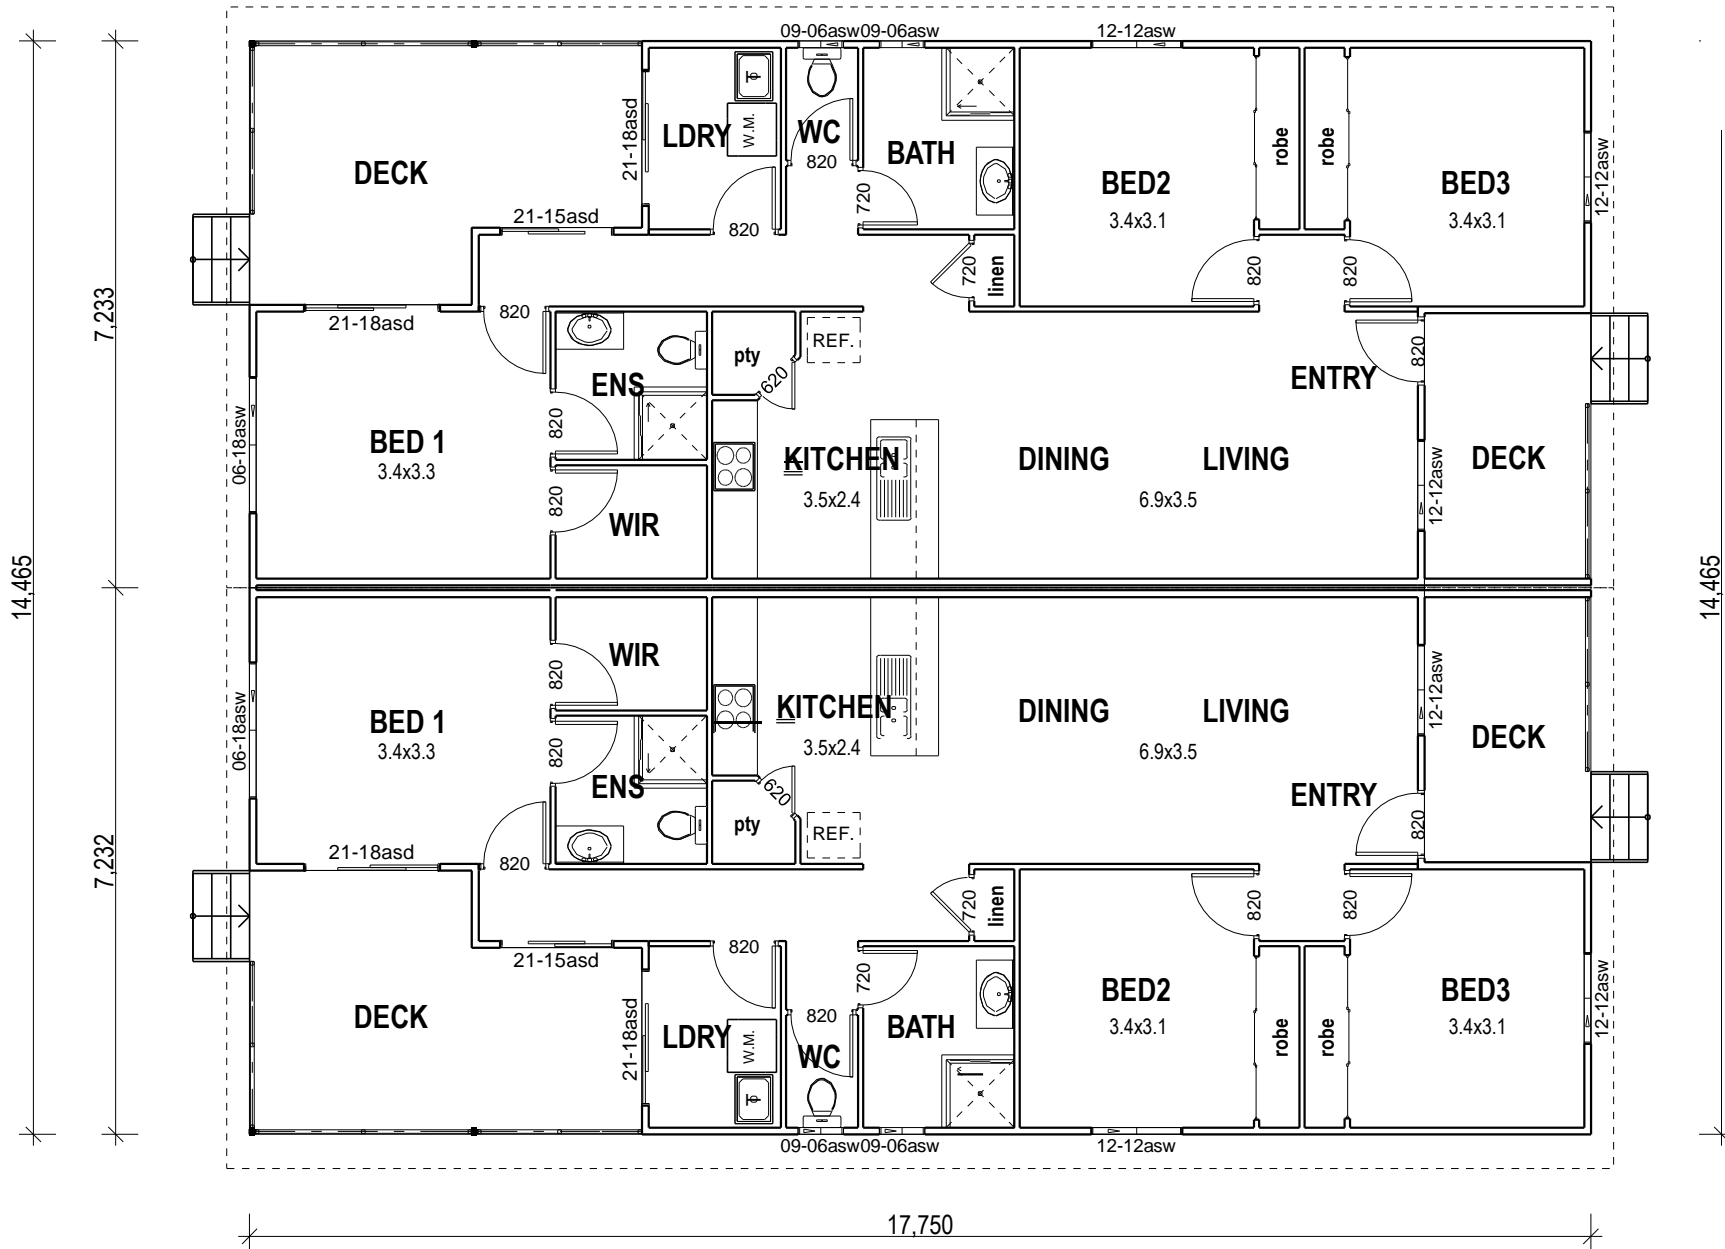 09-06asw 09-06asw 12-12asw
LDRY W.M. WC BATH robe robe
21-18asd 820 12-12asw
DECK 720 BED2 BED3
3.4x3.1 3.4x3.1
21-15asd 820
720 linen 820 820
7,233
21-18asd 820
pty REF. 820
ENS 620 ENTRY
06-18asw BED 1 820 KITCHEN DINING LIVING DECK
3.4x3.3 3.5x2.4 6.9x3.5 12-12asw
820 WIR
14,465 14,465
WIR
06-18asw BED 1 820 KITCHEN DINING LIVING 12-12asw DECK
3.4x3.3 3.5x2.4 6.9x3.5
820 ENS 620 ENTRY
pty REF. 820
21-18asd 820
7,232
720 linen 820 820
21-15asd 820
720 BED2 BED3
DECK 820 3.4x3.1 3.4x3.1
21-18asd LDRY W.M. WC BATH robe robe 12-12asw
09-06asw 09-06asw 12-12asw
17,750